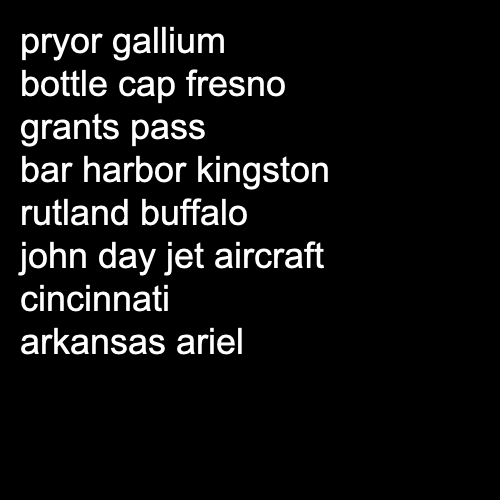 pryor gallium
bottle cap fresno
grants pass
bar harbor kingston
rutland buffalo
john day jet aircraft
cincinnati
arkansas ariel